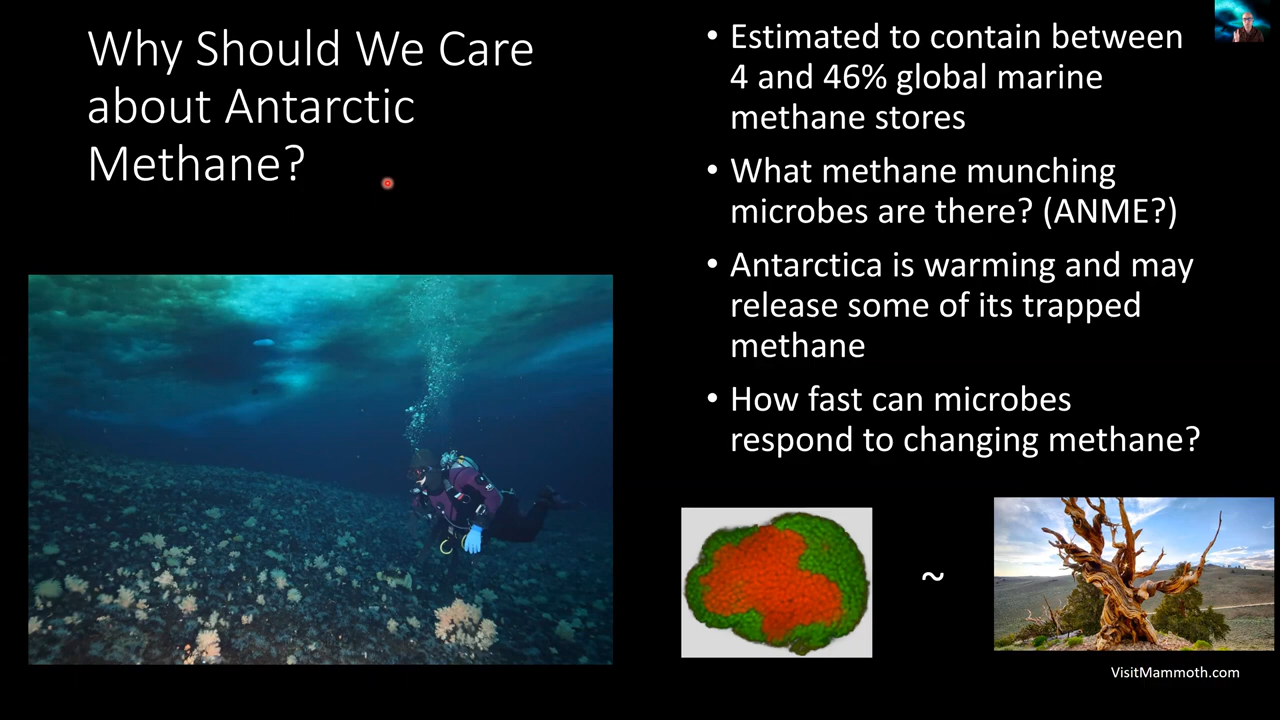 Why Should We Care
about Antarctic
Methane?
• Estimated to contain between
4 and 46% global marine
methane stores
• What methane munching
microbes are there? (ANME?)
• Antarctica is warming and may
release some of its trapped
methane
• How fast can microbes
respond to changing methane?
~
VisitMammoth.com